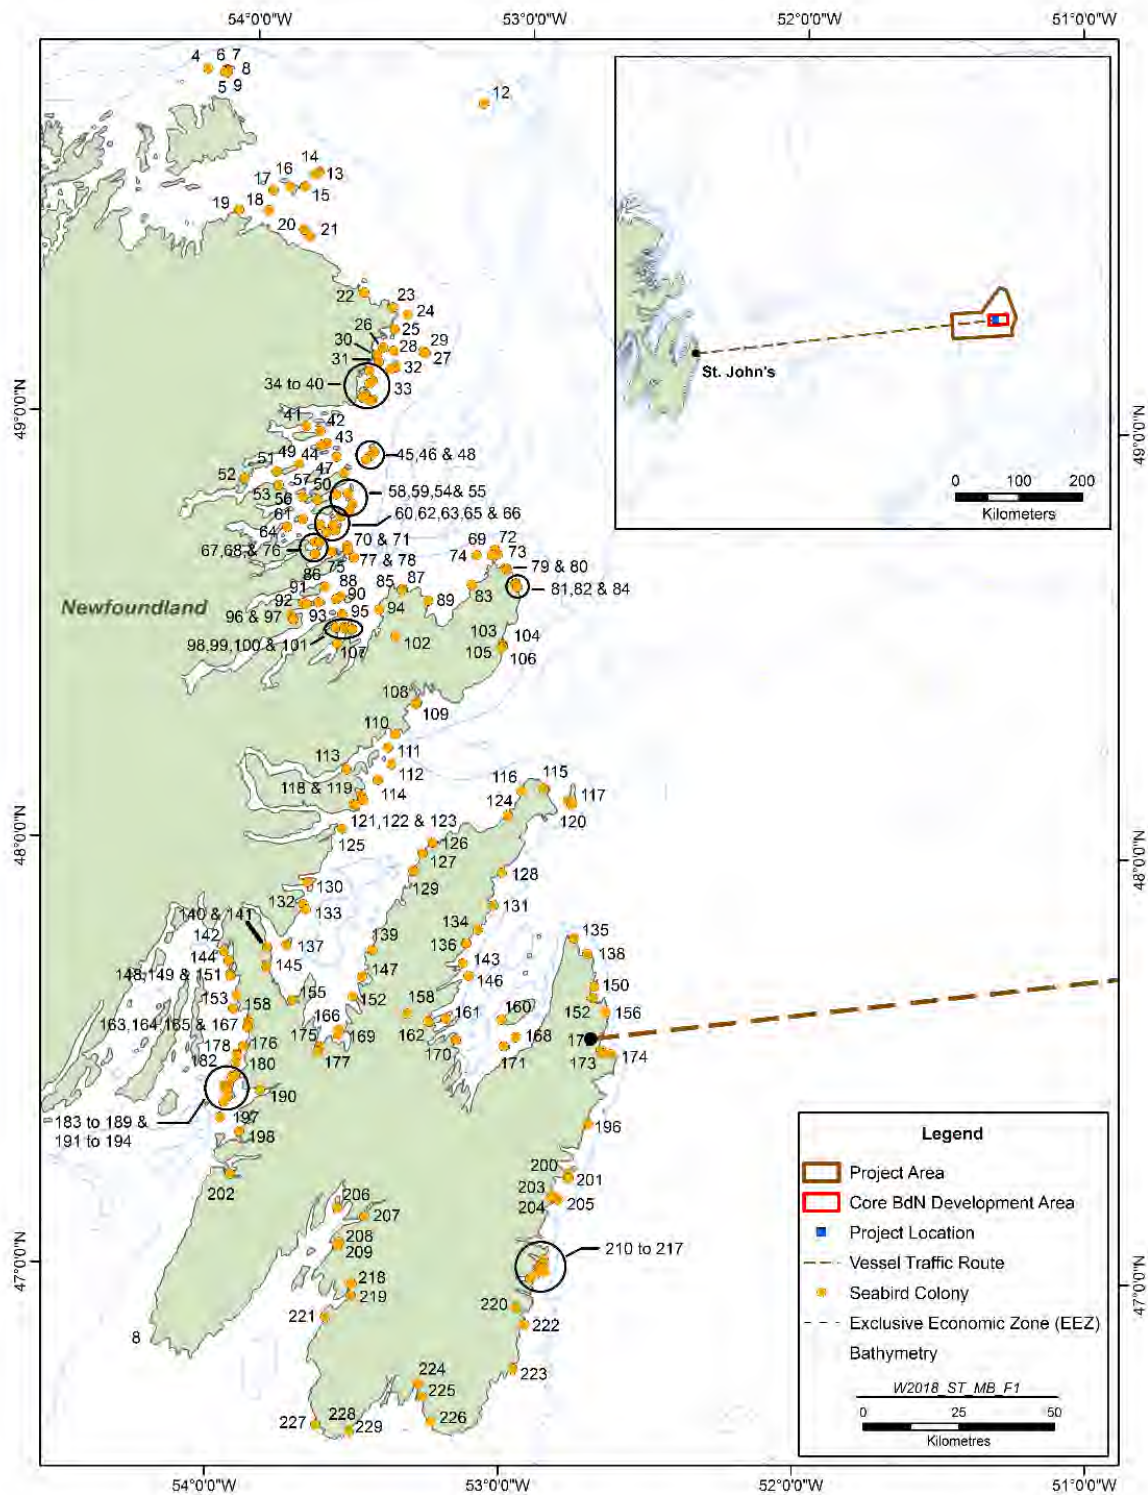 54°0'0"W 53°0'0"W 52°0'0"W 51°0'0"W
4 6 7 8
5 9
12
14
16 13
17 15
19 18
20 21
22 23
24
26 25
30 28 29
31 27
32
34 to 40 33
49°0'0"N 49°0'0"N
41 42
43
49 44 45,46 & 48
51 47
52 57 50
53 56 58,59,54& 55
61 60,62,63,65 & 66
64
67,68,& 76 70 & 71 69 72
75 77 & 78 74 73
86 79 & 80
91 88 85 87 81,82 & 84
92 90 83
96 & 97 93 95 94 89
Newfoundland
98,99,100 & 101 102 103 104
107 105 106
108
109
110
113 111
112 116 115
118 & 119 114 117
124 120
121,122 & 123
48°0'0"N 48°0'0"N
125 126
127
129 128
130
132 133 131
140 & 141 134 135
142 137 139 136 138
144 143
145 146
148,149 & 151 147 150
153 158 155 152 158 152
163,164,165 & 167 166 161 160 156
175 169 162 168
178 176 170 171 173 174
182 180 177
190
183 to 189 &
191 to 194
197 196
198
200
201
202 203 205
206 204
207
208
209 210 to 217
47°0'0"N 47°0'0"N
218
219 220
221 222
224 223
225
8
227 228 226
229
54°0'0"W 53°0'0"W 52°0'0"W 51°0'0"W
St. John's
0 100 200
Kilometers
Legend
Project Area
Core BdN Development Area
Project Location
Vessel Traffic Route
Seabird Colony
Exclusive Economic Zone (EEZ)
Bathymetry
W2018_ST_MB_F1
0 25 50
Kilometres